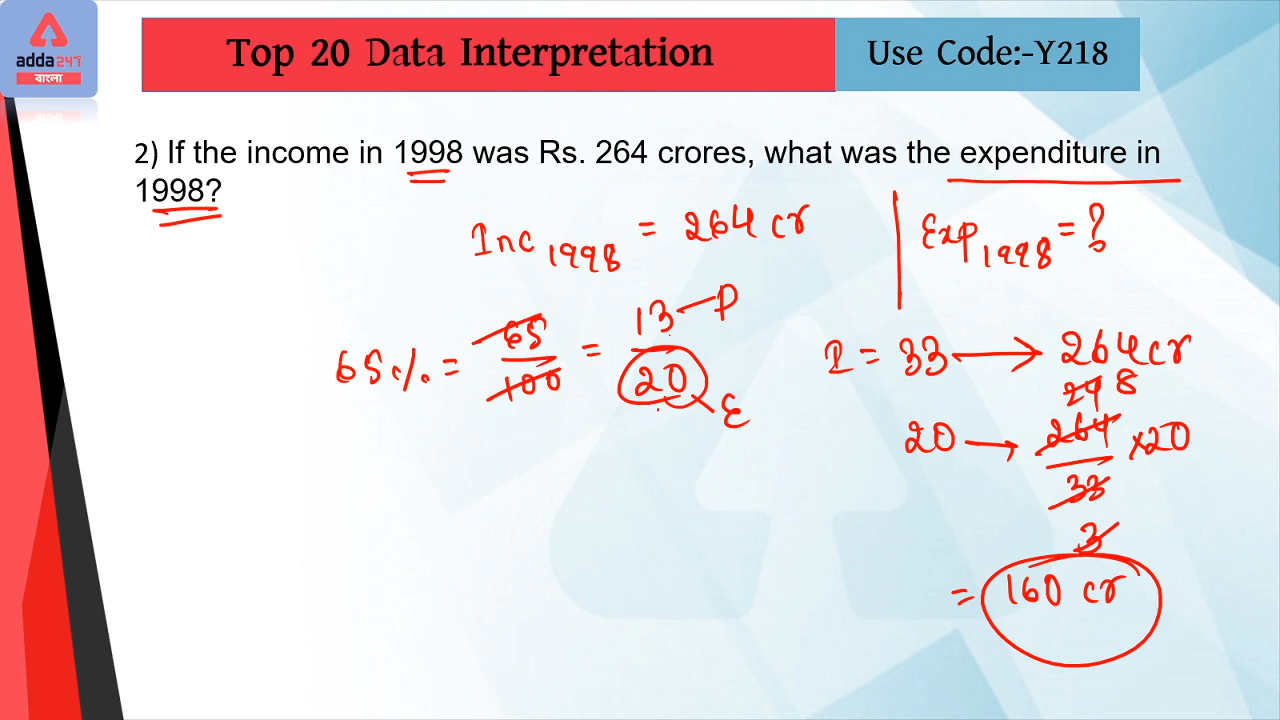 adda247
বাংলা
Top 20 Data Interpretation
Use Code:-Y218
2) If the income in 1998 was Rs. 264 crores, what was the expenditure in
1998?
Inc 1998 = 264 cr
Exp 1998 = ?
65 % = 65/100 = 13/20
P
E
I = 33 → 264 cr
24 8
20 → 264/33 × 20
3
= 160 cr